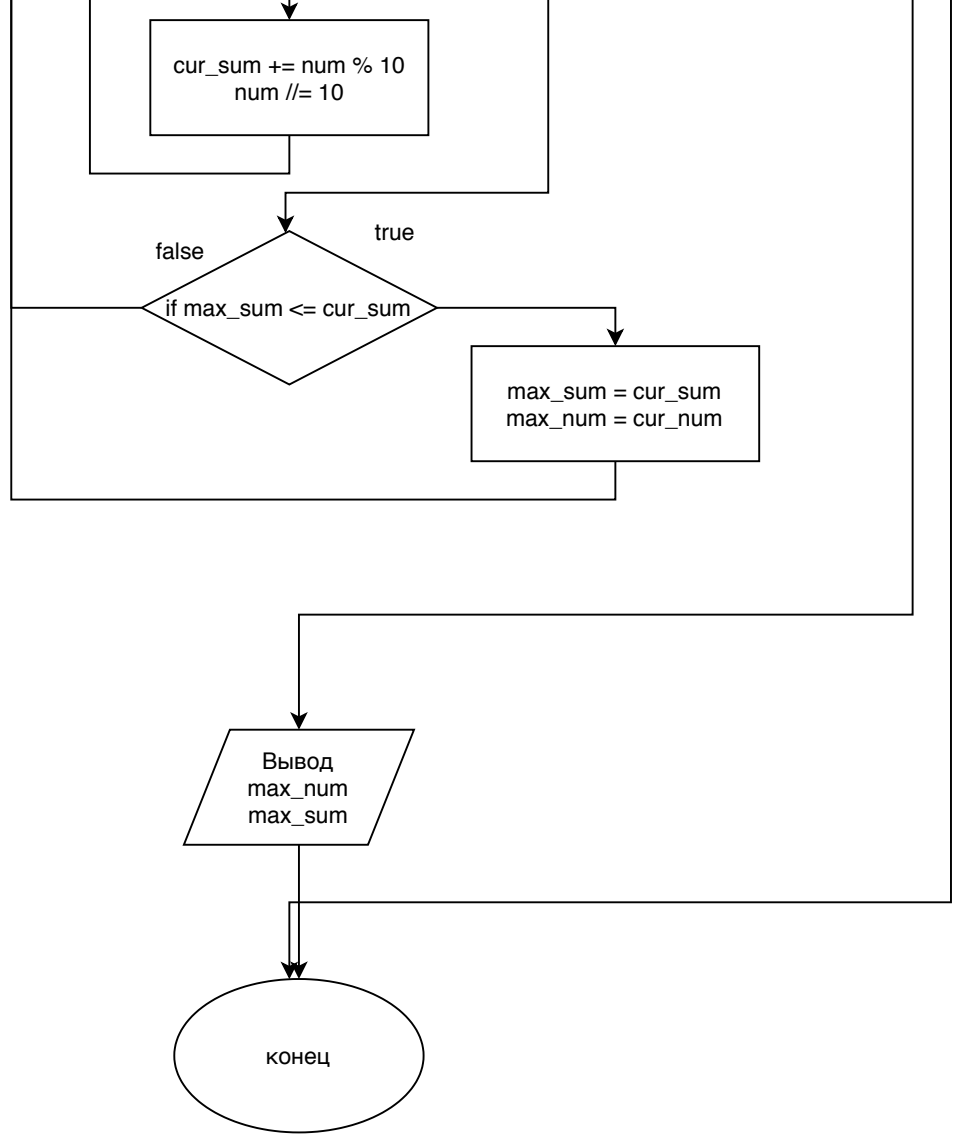 cur_sum += num % 10
num //= 10
true
false
if max_sum <= cur_sum
max_sum = cur_sum
max_num = cur_num
Вывод
max_num
max_sum
конец